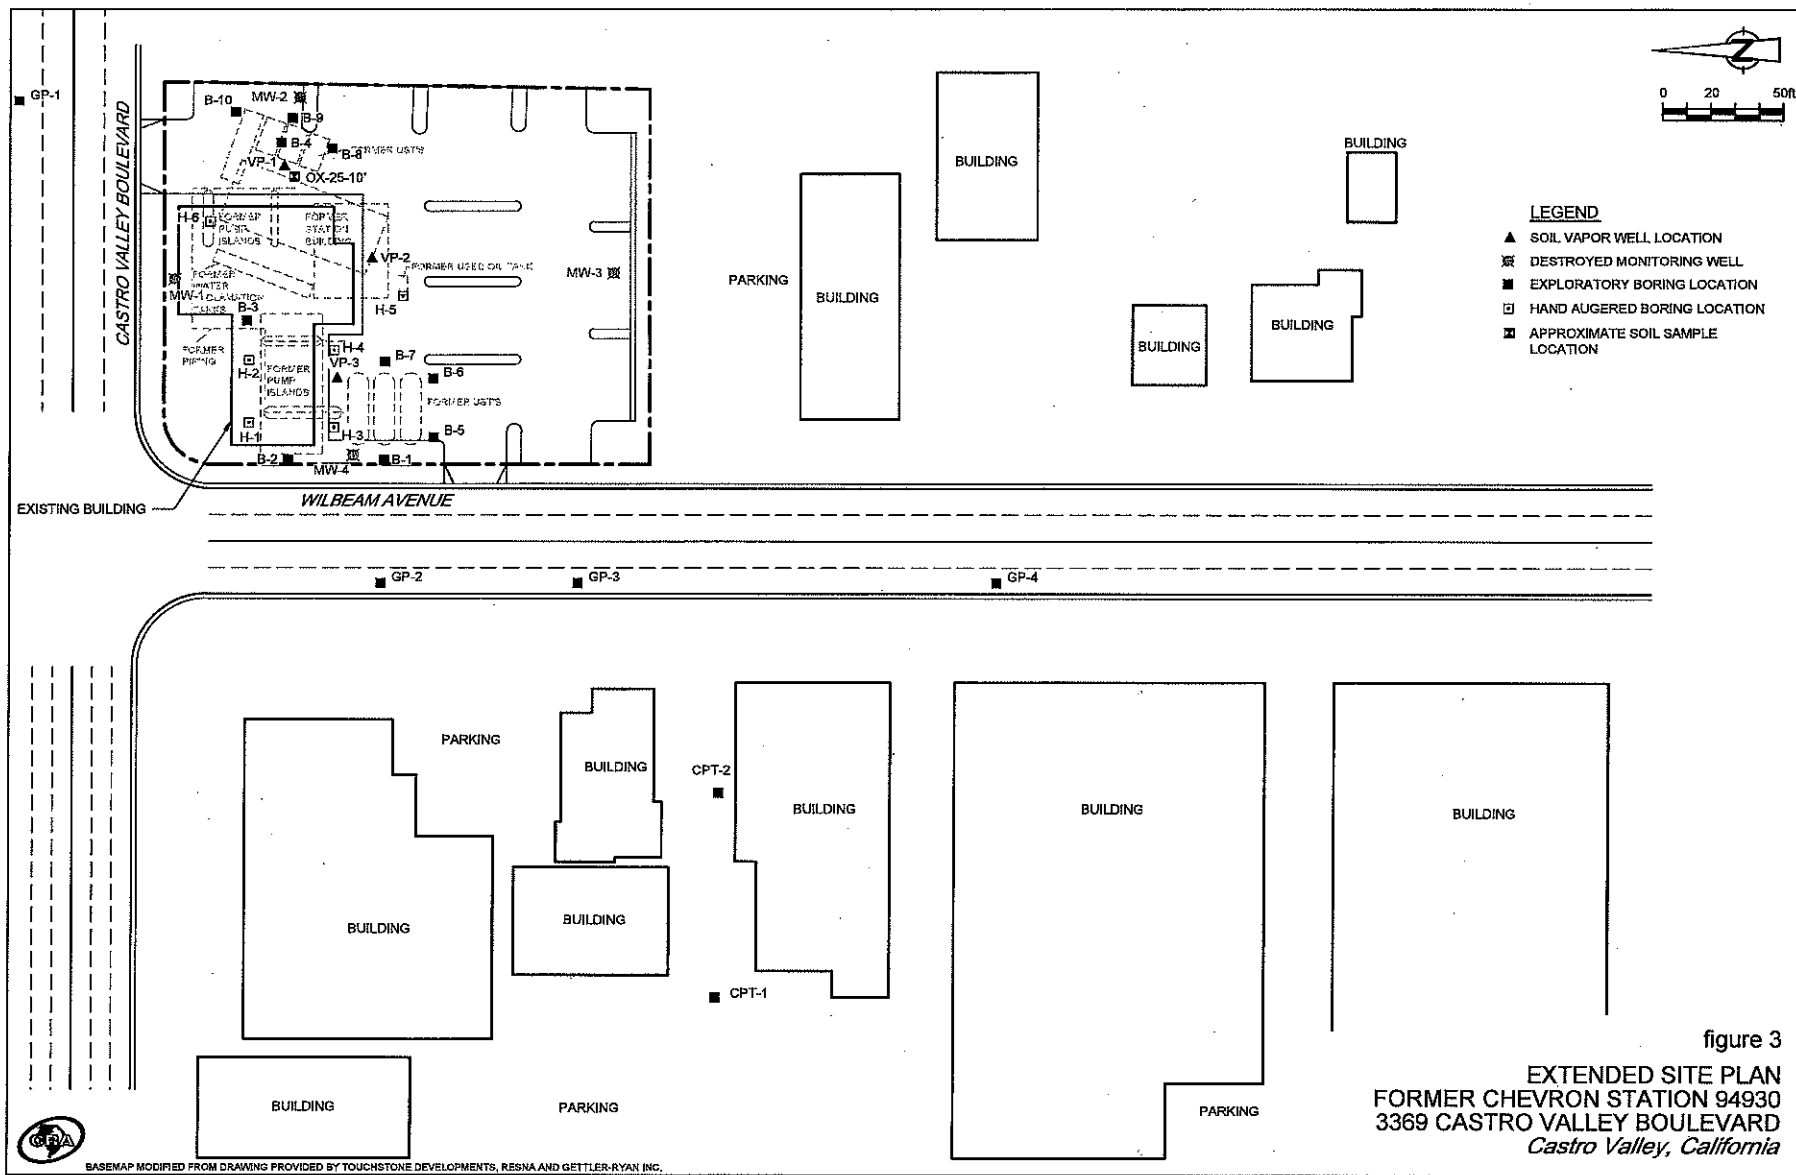 GP-1
CASTRO VALLEY BOULEVARD
B-10
MW-2
B-9
B-4
B-8
FORMER UST'S
VP-1
OX-25-10'
H-6
FORMER
PUMP
ISLANDS
FORMER
STATION
BUILDING
VP-2
FORMER USED OIL TANK
H-5
MW-1
FORMER
WATER
TANKS
B-3
FORMER
PIPING
H-2
FORMER
PUMP
ISLANDS
H-4
VP-3
B-7
B-6
FORMER UST'S
B-5
H-1
H-3
B-2
MW-4
B-1
MW-3
EXISTING BUILDING
WILBEAM AVENUE
GP-2
GP-3
GP-4
PARKING
BUILDING
BUILDING
BUILDING
BUILDING
BUILDING
Z
0 20 50ft
LEGEND
SOIL VAPOR WELL LOCATION
DESTROYED MONITORING WELL
EXPLORATORY BORING LOCATION
HAND AUGERED BORING LOCATION
APPROXIMATE SOIL SAMPLE
LOCATION
PARKING
BUILDING
CPT-2
BUILDING
BUILDING
BUILDING
BUILDING
BUILDING
CPT-1
BUILDING
PARKING
PARKING
figure 3
EXTENDED SITE PLAN
FORMER CHEVRON STATION 94930
3369 CASTRO VALLEY BOULEVARD
Castro Valley, California
CRA
BASEMAP MODIFIED FROM DRAWING PROVIDED BY TOUCHSTONE DEVELOPMENTS, RESNA AND GETTLER-RYAN INC.